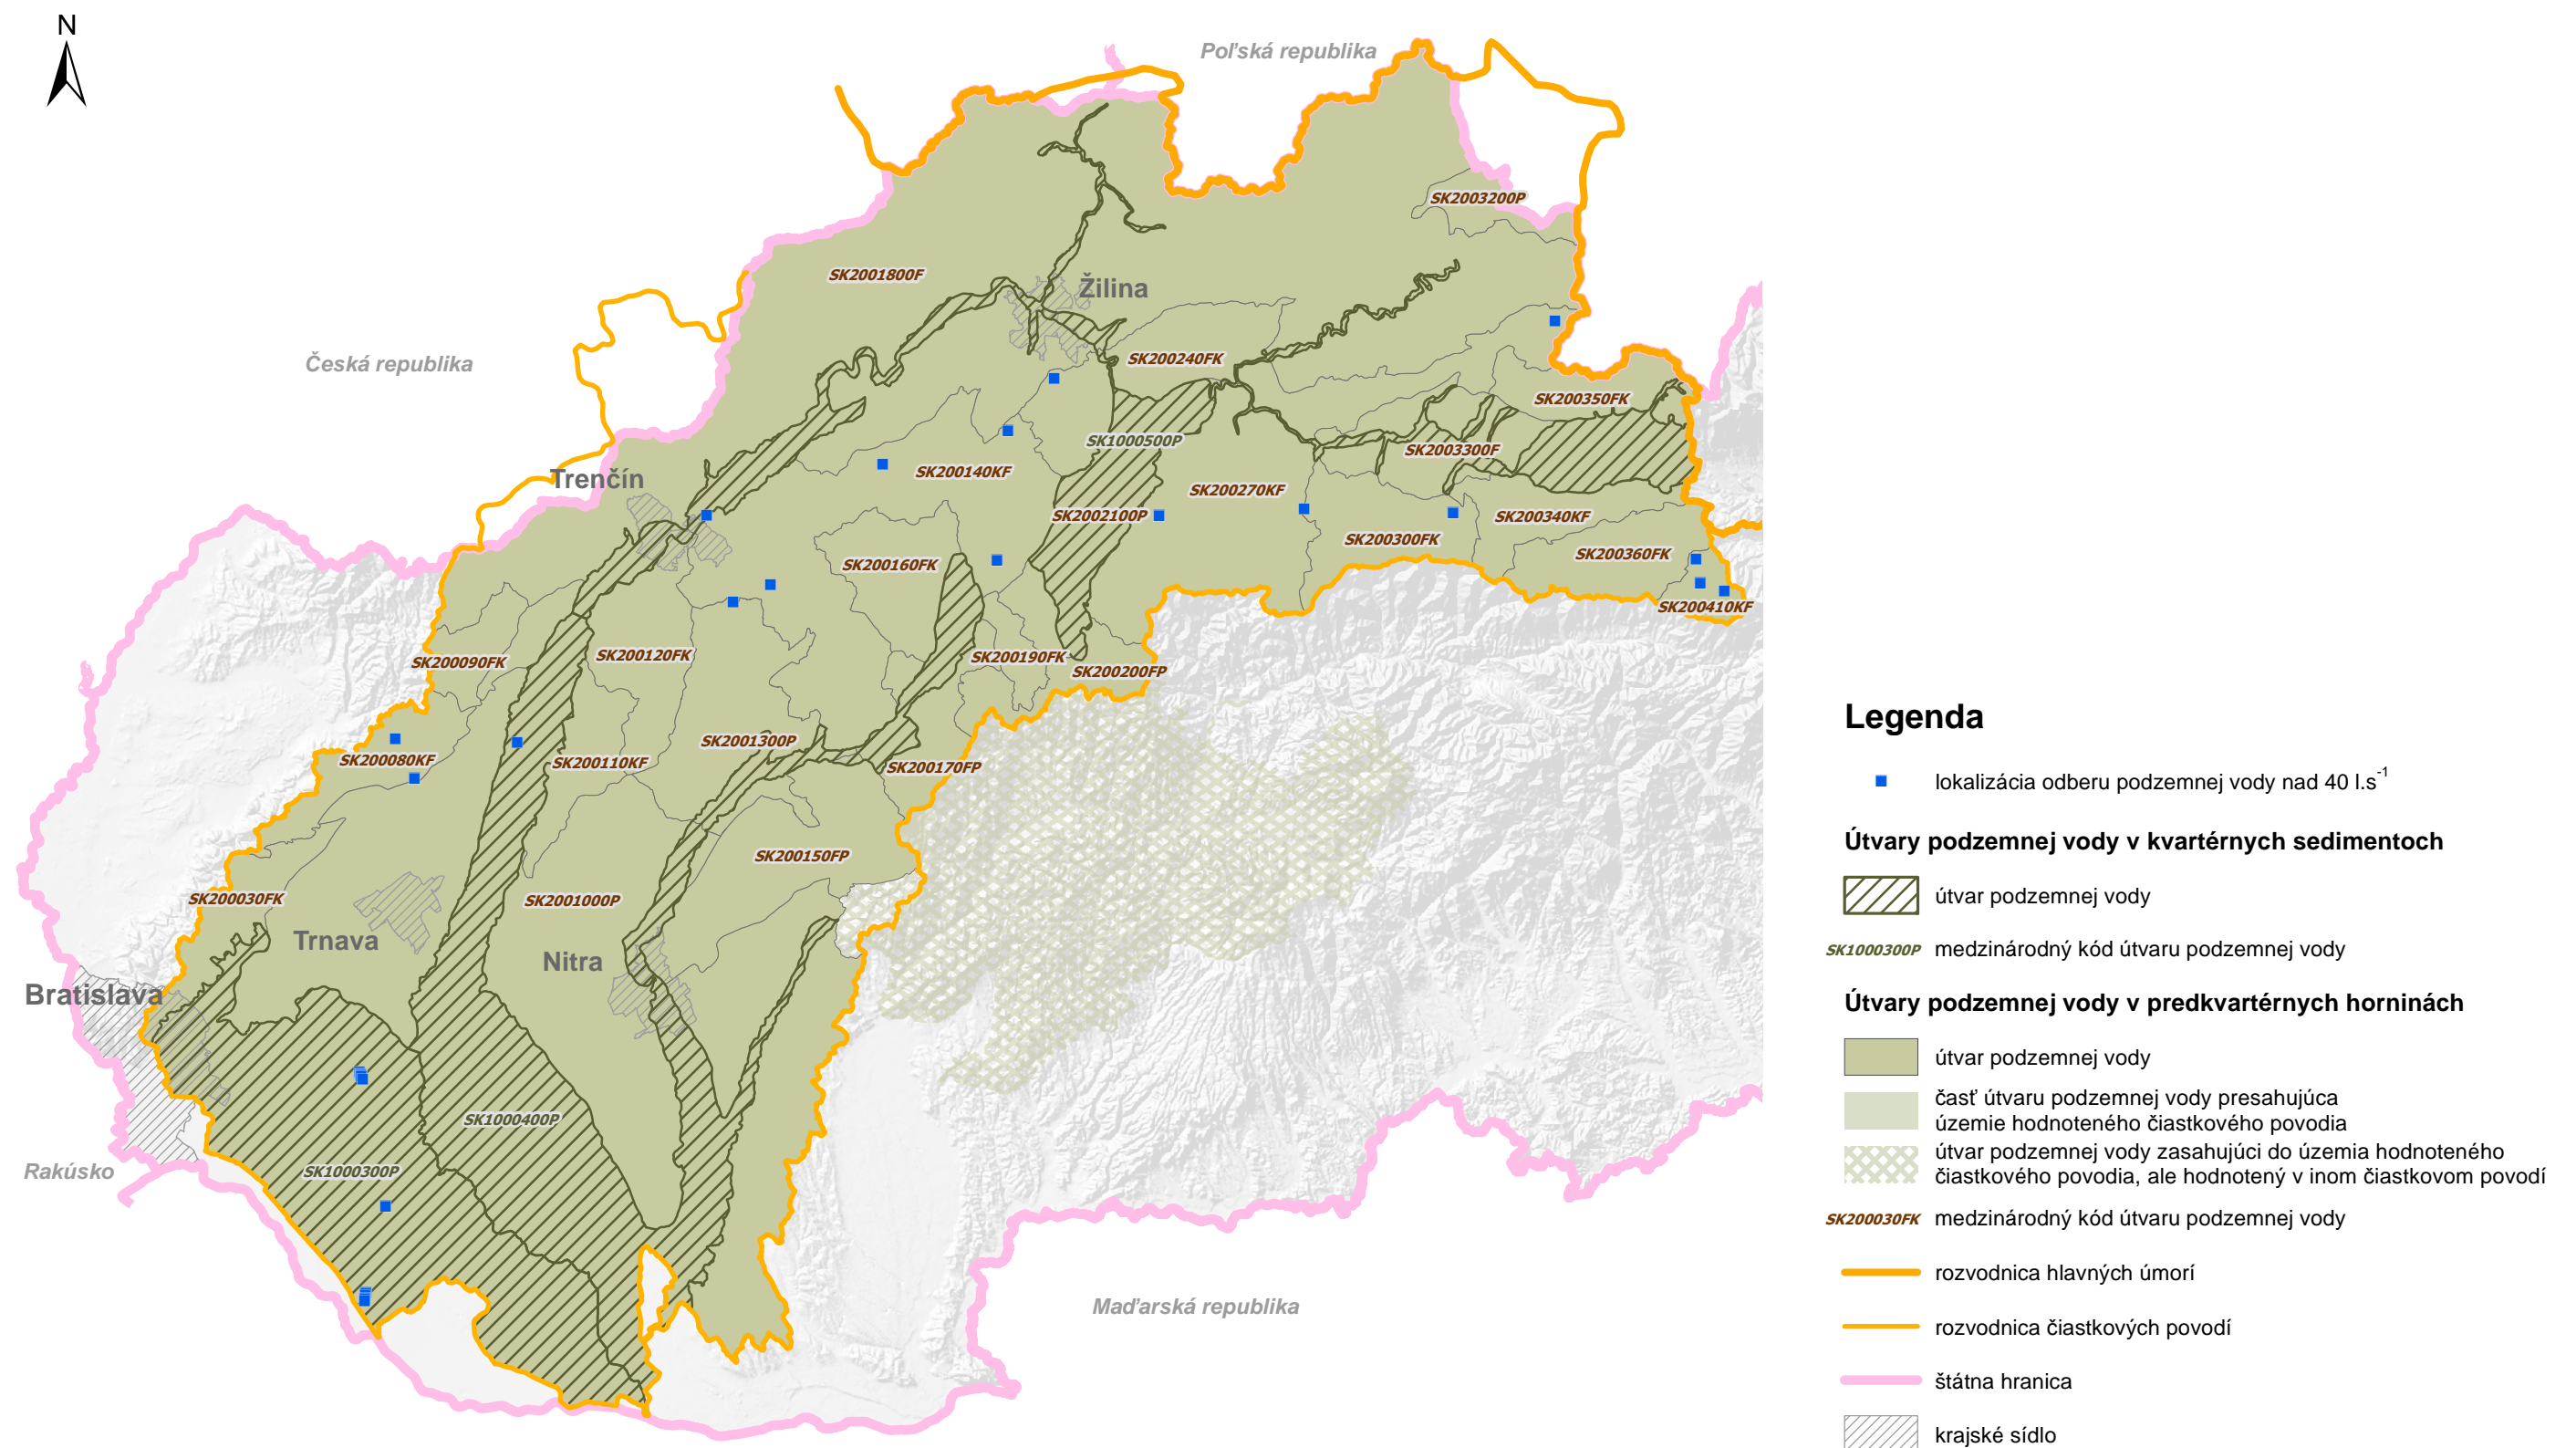 N
Poľská republika
SK2003200P
SK2001800F
Žilina
Česká republika
SK200240FK
SK200350FK
SK1000500P
SK2003300F
Trenčín
SK200140KF
SK200270KF
SK2002100P
SK200340KF
SK200300FK
SK200360FK
SK200160FK
SK200410KF
SK200090FK
SK200120FK
SK200190FK
SK200200FP
SK2001300P
SK200080KF
SK200110KF
SK200170FP
SK200150FP
SK200030FK
SK2001000P
Trnava
Nitra
Bratislava
SK1000400P
Rakúsko
SK1000300P
Maďarská republika
Legenda
lokalizácia odberu podzemnej vody nad 40 l.s-1
Útvary podzemnej vody v kvartérnych sedimentoch
útvar podzemnej vody
SK1000300P medzinárodný kód útvaru podzemnej vody
Útvary podzemnej vody v predkvartérnych horninách
útvar podzemnej vody
časť útvaru podzemnej vody presahujúca
územie hodnoteného čiastkového povodia
útvar podzemnej vody zasahujúci do územia hodnoteného
čiastkového povodia, ale hodnotený v inom čiastkovom povodí
SK200030FK medzinárodný kód útvaru podzemnej vody
rozvodnica hlavných úmorí
rozvodnica čiastkových povodí
štátna hranica
krajské sídlo